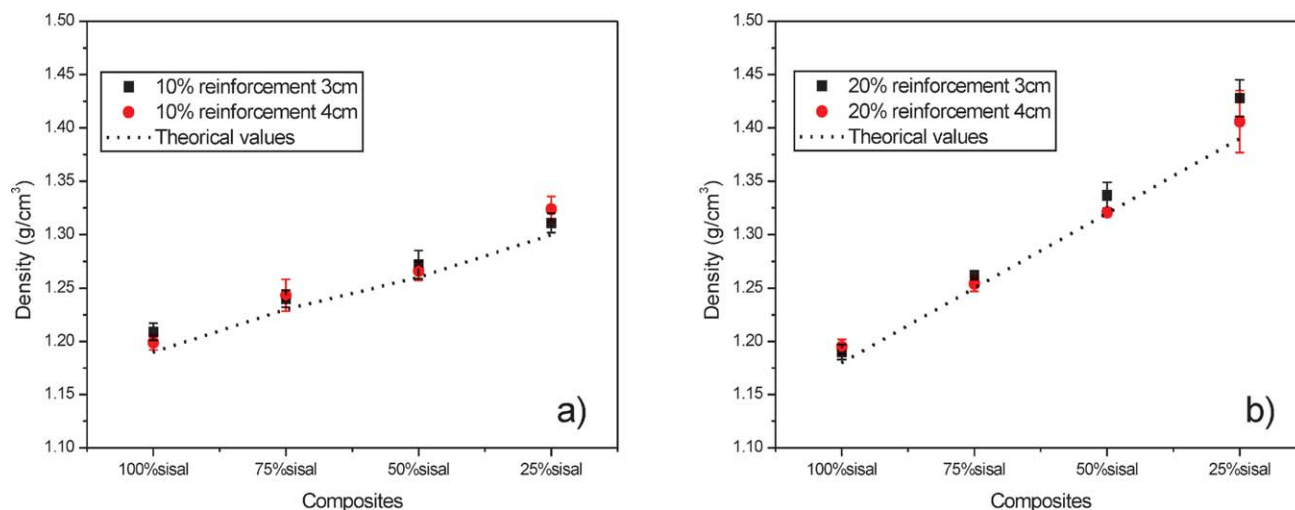 1.50
1.45
1.40
1.35
1.30
1.25
1.20
1.15
1.10
Density (g/cm³)
10% reinforcement 3cm
10% reinforcement 4cm
Theorical values
a)
100%sisal 75%sisal 50%sisal 25%sisal
Composites
1.50
1.45
1.40
1.35
1.30
1.25
1.20
1.15
1.10
Density (g/cm³)
20% reinforcement 3cm
20% reinforcement 4cm
Theorical values
b)
100%sisal 75%sisal 50%sisal 25%sisal
Composites